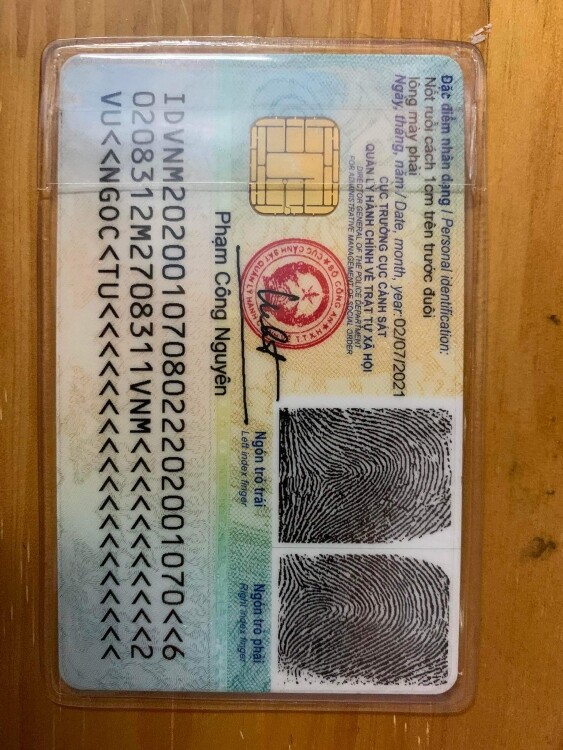 Đặc điểm nhân dạng / Personal identification:
Nốt ruồi cách 1cm trên trước đuôi
lông mày phải
Ngày, tháng, năm / Date, month, year: 02/07/2021
CỤC TRƯỞNG CỤC CẢNH SÁT
QUẢN LÝ HÀNH CHÍNH VỀ TRẬT TỰ XÃ HỘI
DIRECTOR GENERAL OF THE POLICE DEPARTMENT
FOR ADMINISTRATIVE MANAGEMENT OF SOCIAL ORDER
Phạm Công Nguyên
Ngón trỏ trái
Left index finger
Ngón trỏ phải
Right index finger
IDVNM2020010708022202001070<<6
0208312M2708311VNM<<<<<<<<<<<2
VU<<NGOC<TU<<<<<<<<<<<<<<<<<<<